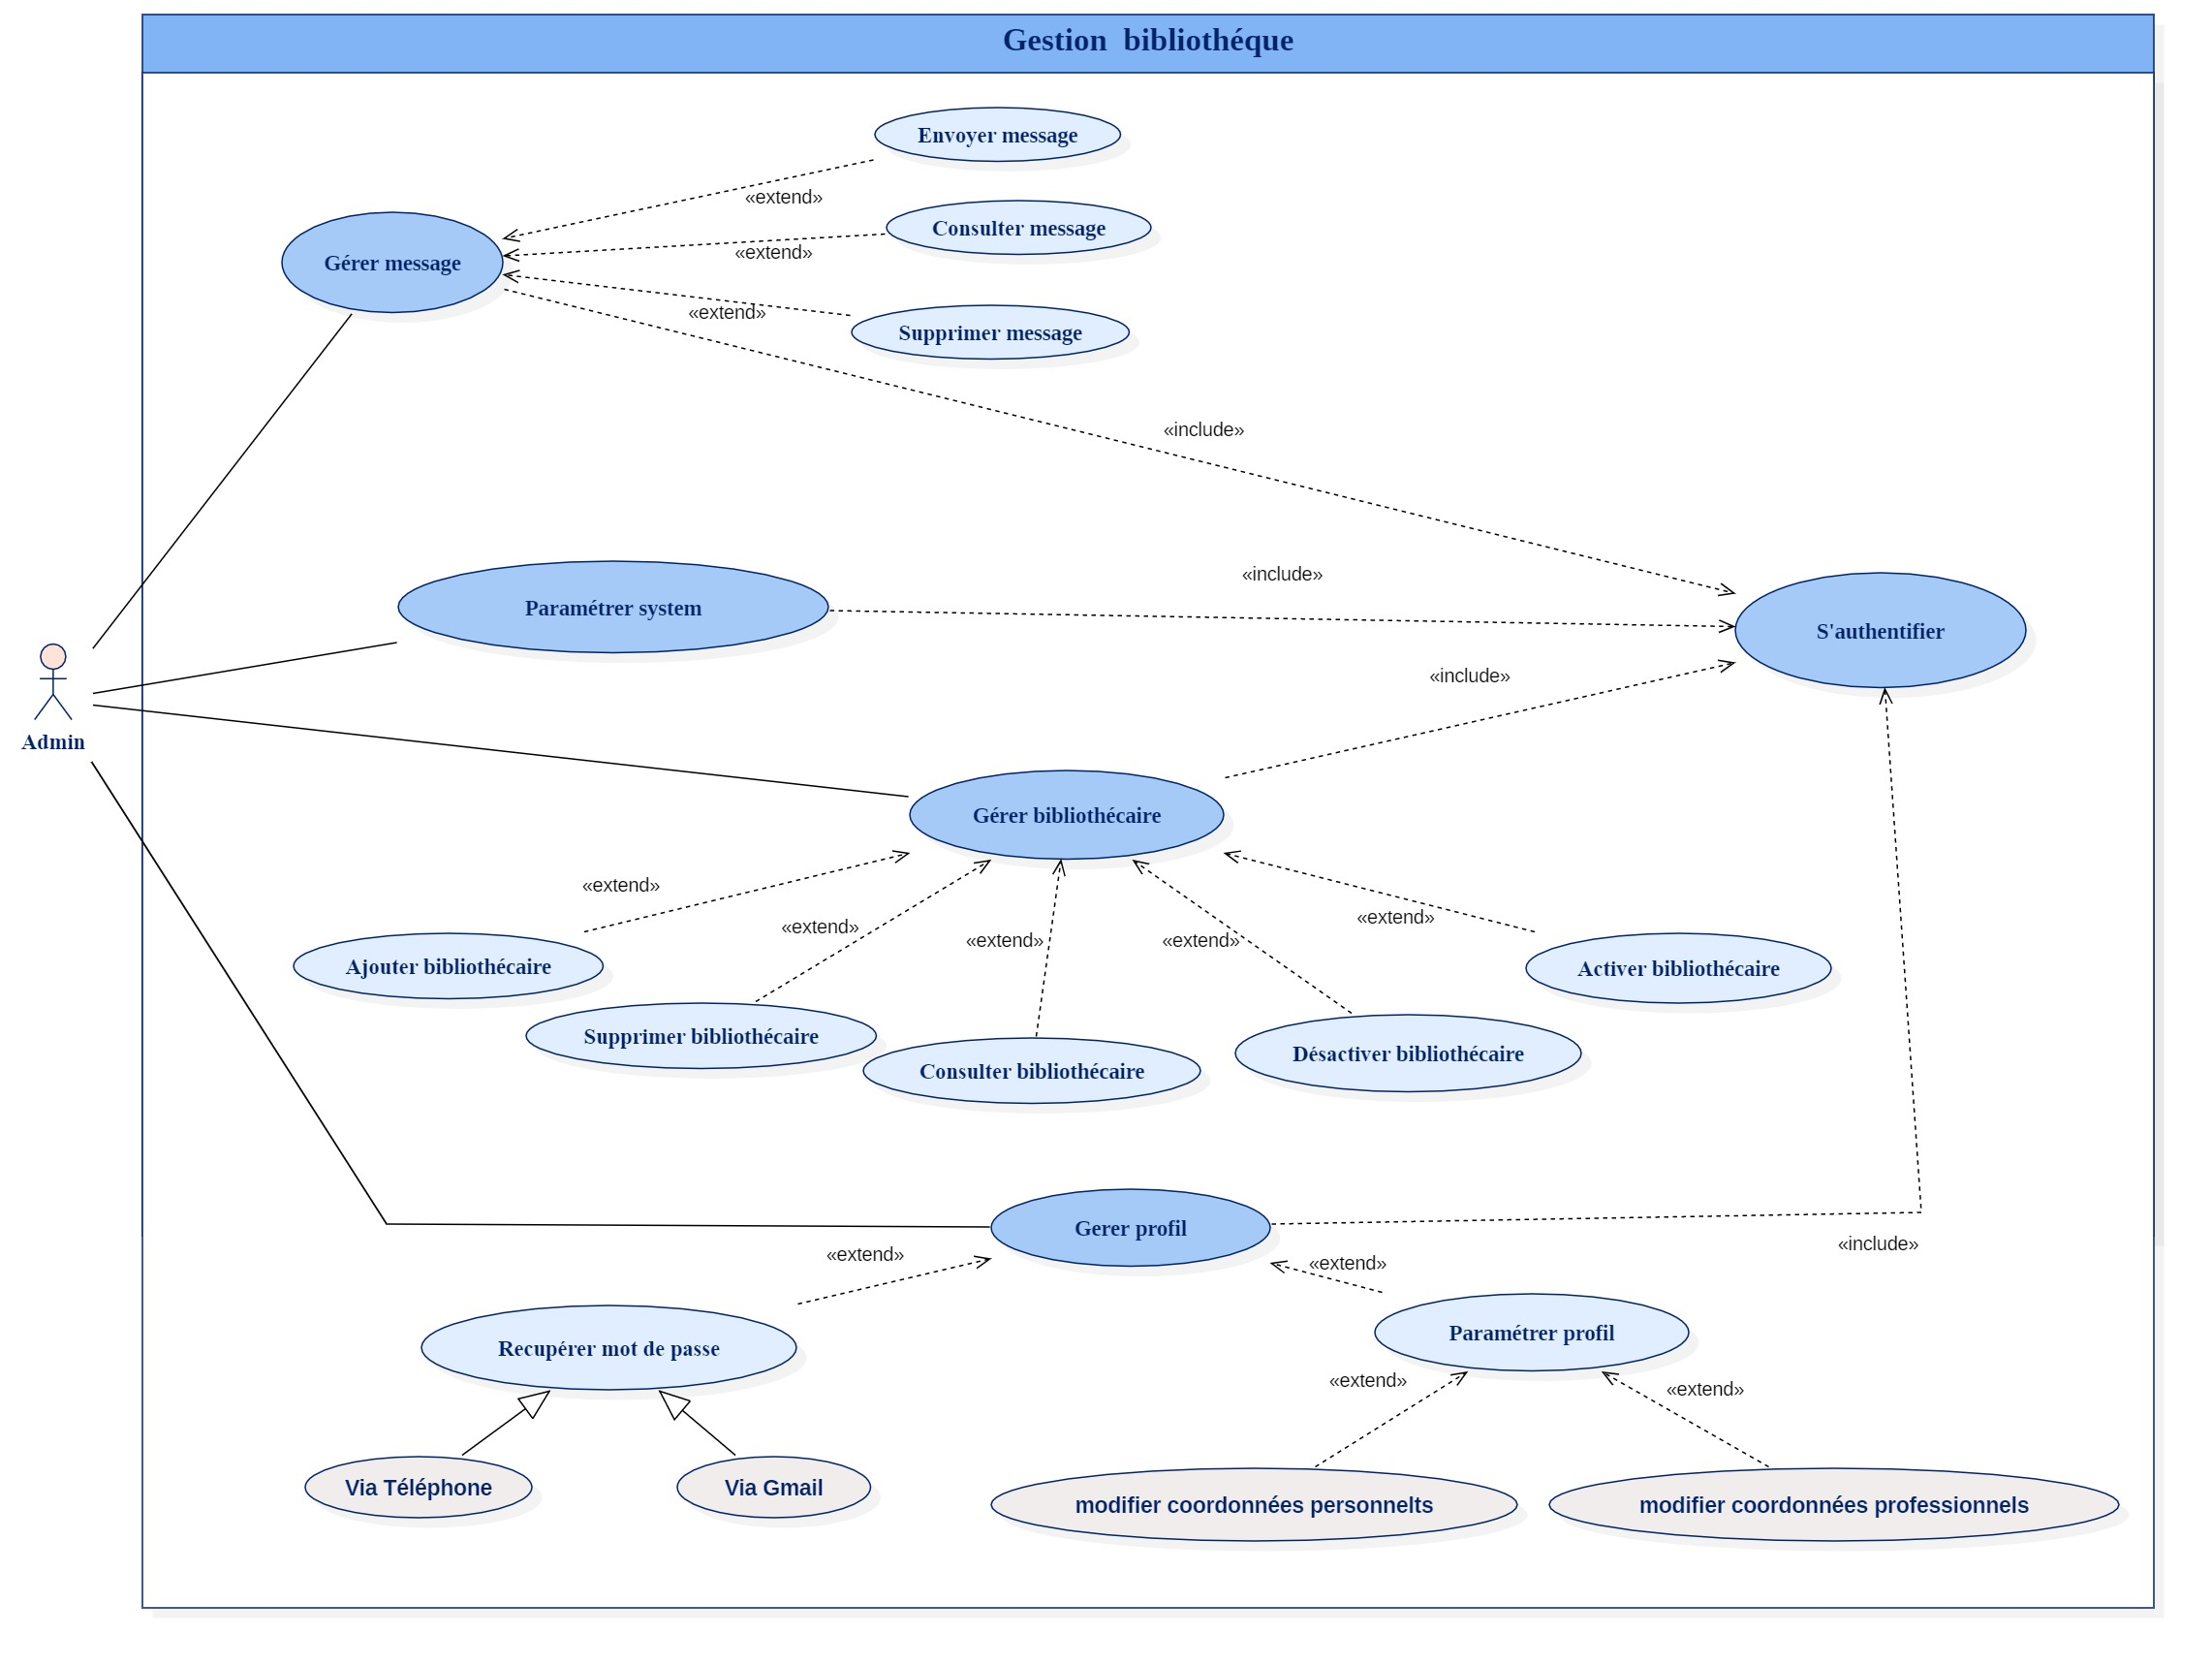 Gestion  bibliothéque
Envoyer message
«extend»
Consulter message
«extend»
Gérer message
«extend»
Supprimer message
«include»
«include»
Paramétrer system
S'authentifier
«include»
Admin
Gérer bibliothécaire
«extend»
«extend»
«extend»
«extend»
«extend»
Ajouter bibliothécaire
Activer bibliothécaire
Supprimer bibliothécaire
Désactiver bibliothécaire
Consulter bibliothécaire
Gerer profil
«include»
«extend»
«extend»
Recupérer mot de passe
Paramétrer profil
«extend»
«extend»
Via Téléphone
Via Gmail
modifier coordonnées personnelts
modifier coordonnées professionnels